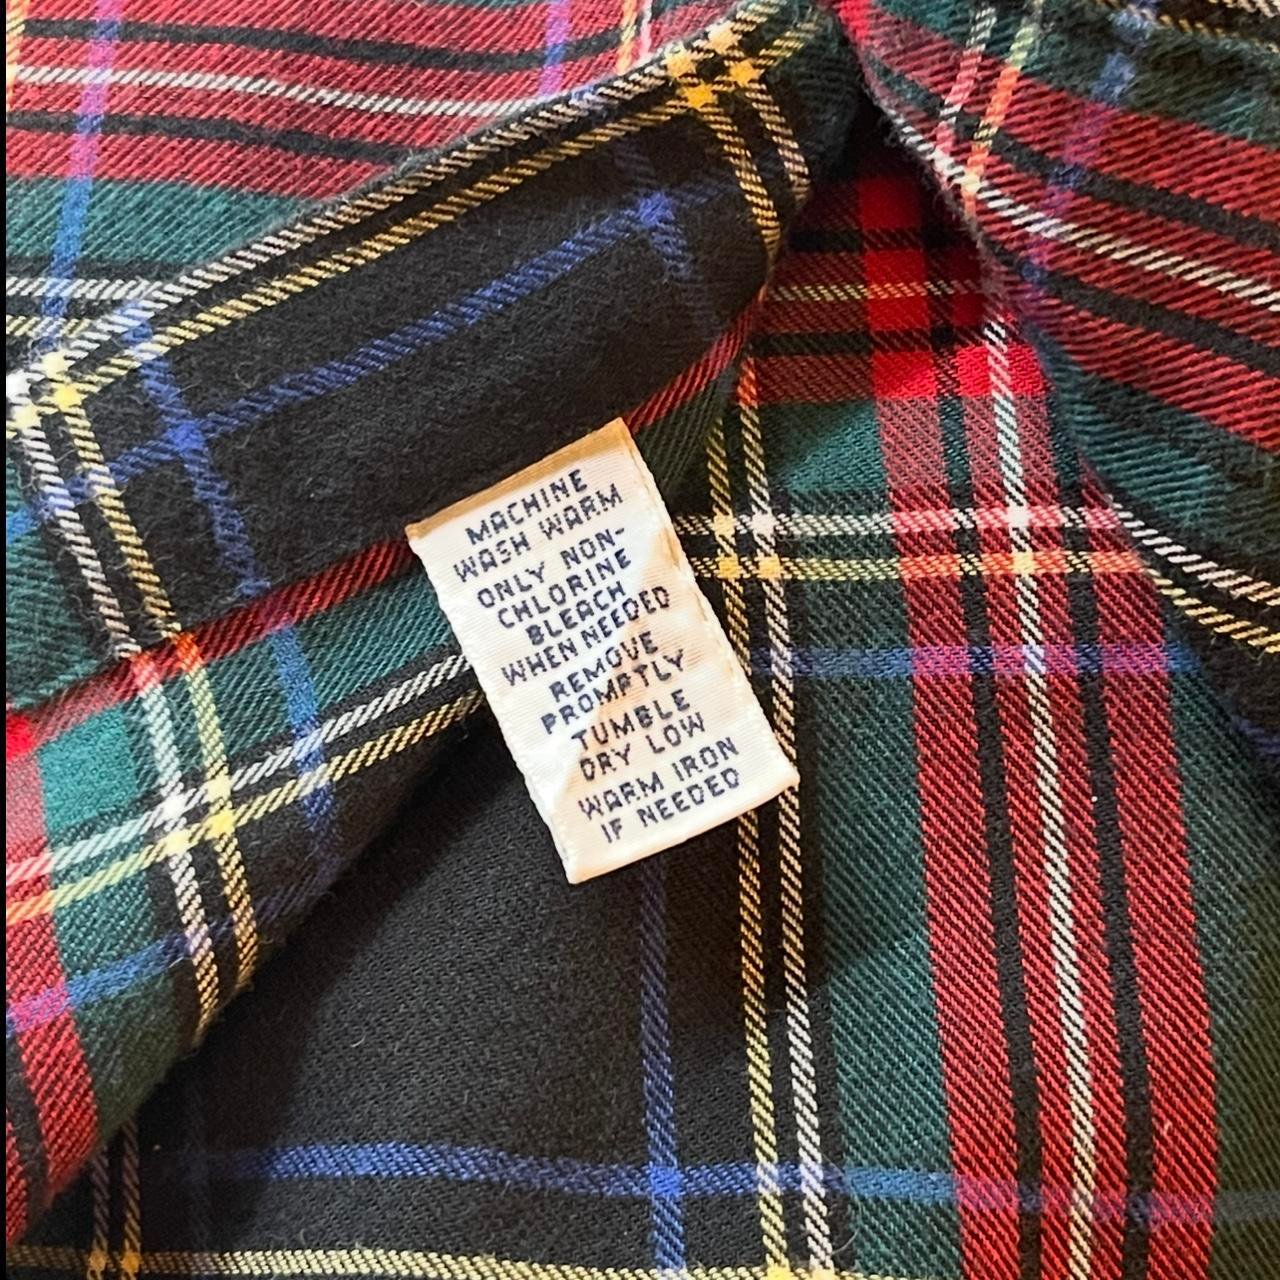 MACHINE
WASH WARM
ONLY NON-
CHLORINE
BLEACH
WHEN NEEDED
REMOVE
PROMPTLY
TUMBLE
DRY LOW
WARM IRON
IF NEEDED